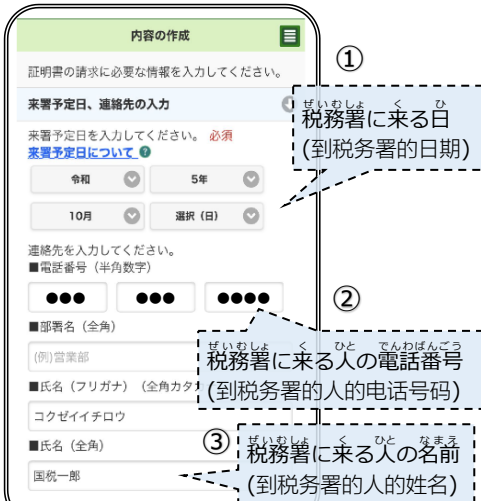 内容の作成
証明書の請求に必要な情報を入力してください。
来署予定日、連絡先の入力
来署予定日を入力してください。 必須
来署予定日について ?
令和 5年
10月 選択（日）
連絡先を入力してください。
■電話番号（半角数字）
●●● ●●● ●●●●
■部署名（全角）
(例)営業部
■氏名（フリガナ）（全角カタカ
コクゼイイチロウ
■氏名（全角）
国税一郎
①
ぜいむしょ く ひ
税務署に来る日
(到税务署的日期)
②
ぜいむしょ く ひと でんわばんごう
税務署に来る人の電話番号
(到税务署的人的电话号码)
③
ぜいむしょ く ひと なまえ
税務署に来る人の名前
(到税务署的人的姓名)